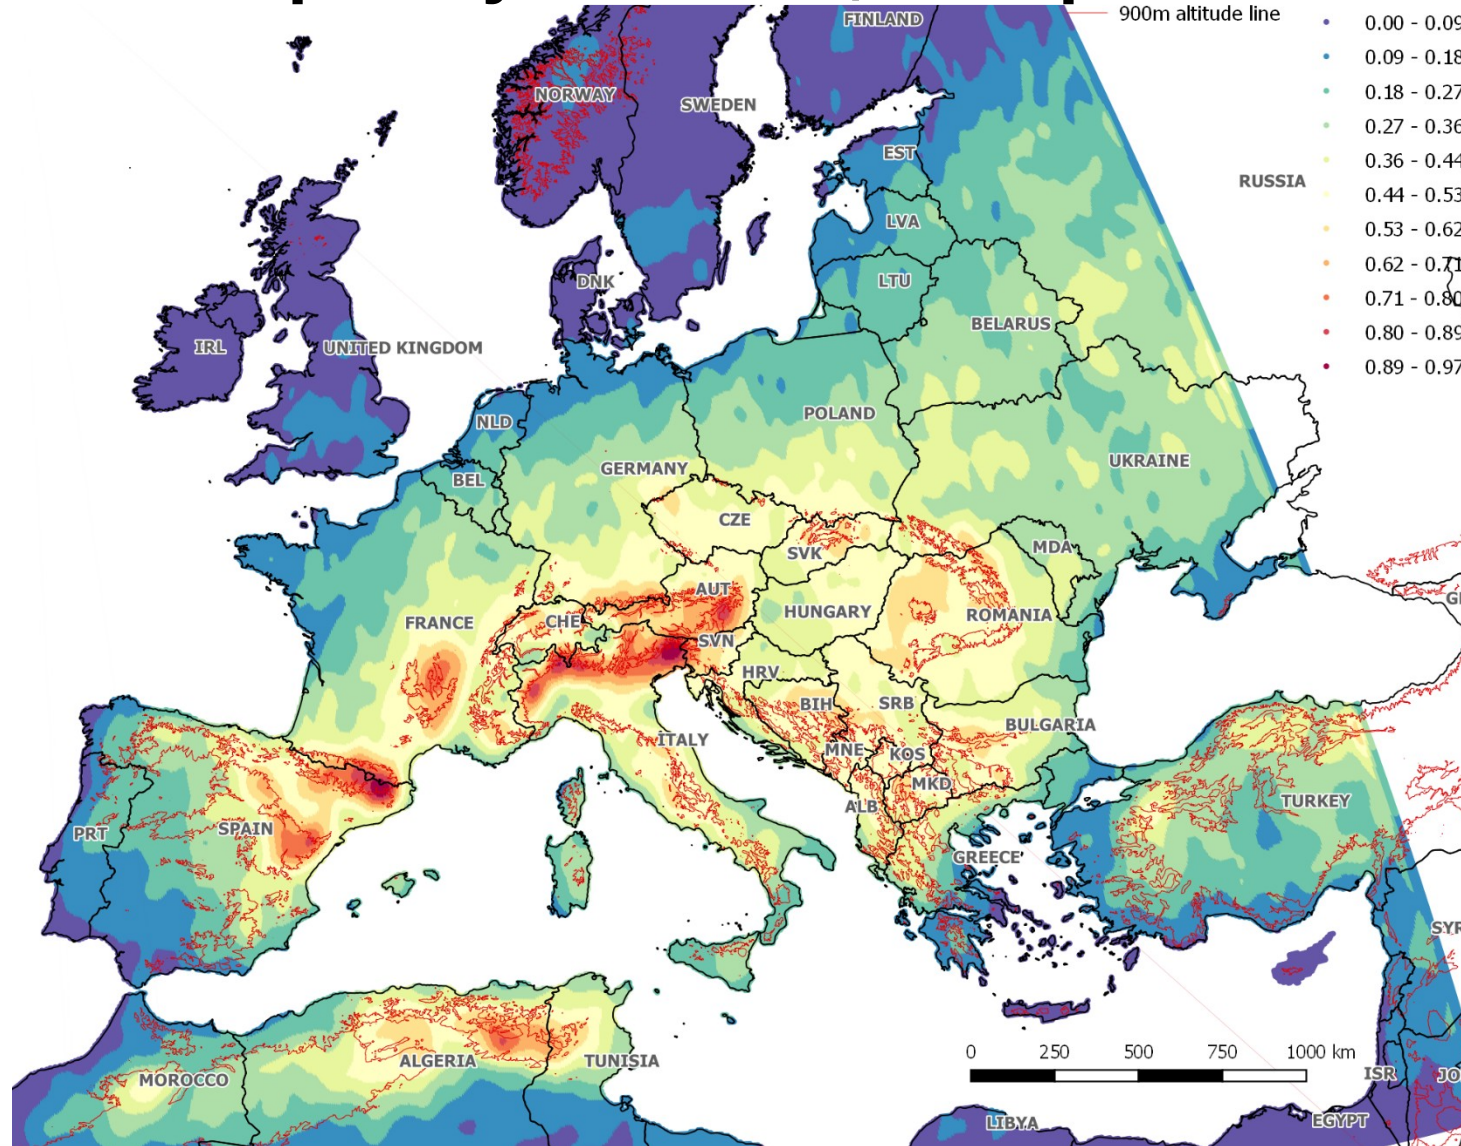 FINLAND
900m altitude line
0.00 - 0.09
0.09 - 0.18
0.18 - 0.27
0.27 - 0.36
0.36 - 0.44
0.44 - 0.53
0.53 - 0.62
0.62 - 0.71
0.71 - 0.80
0.80 - 0.89
0.89 - 0.97
NORWAY
SWEDEN
EST
RUSSIA
LVA
DNK
LTU
BELARUS
IRL
UNITED KINGDOM
NLD
POLAND
GERMANY
UKRAINE
BEL
CZE
SVK
MDA
AUT
FRANCE
CHE
HUNGARY
ROMANIA
SVN
HRV
BIH
SRB
BULGARIA
ITALY
MNE
KOS
MKD
ALB
TURKEY
PRT
SPAIN
GREECE
SYR
0 250 500 750 1000 km
ALGERIA
TUNISIA
MOROCCO
ISR
JO
LIBYA
EGYPT